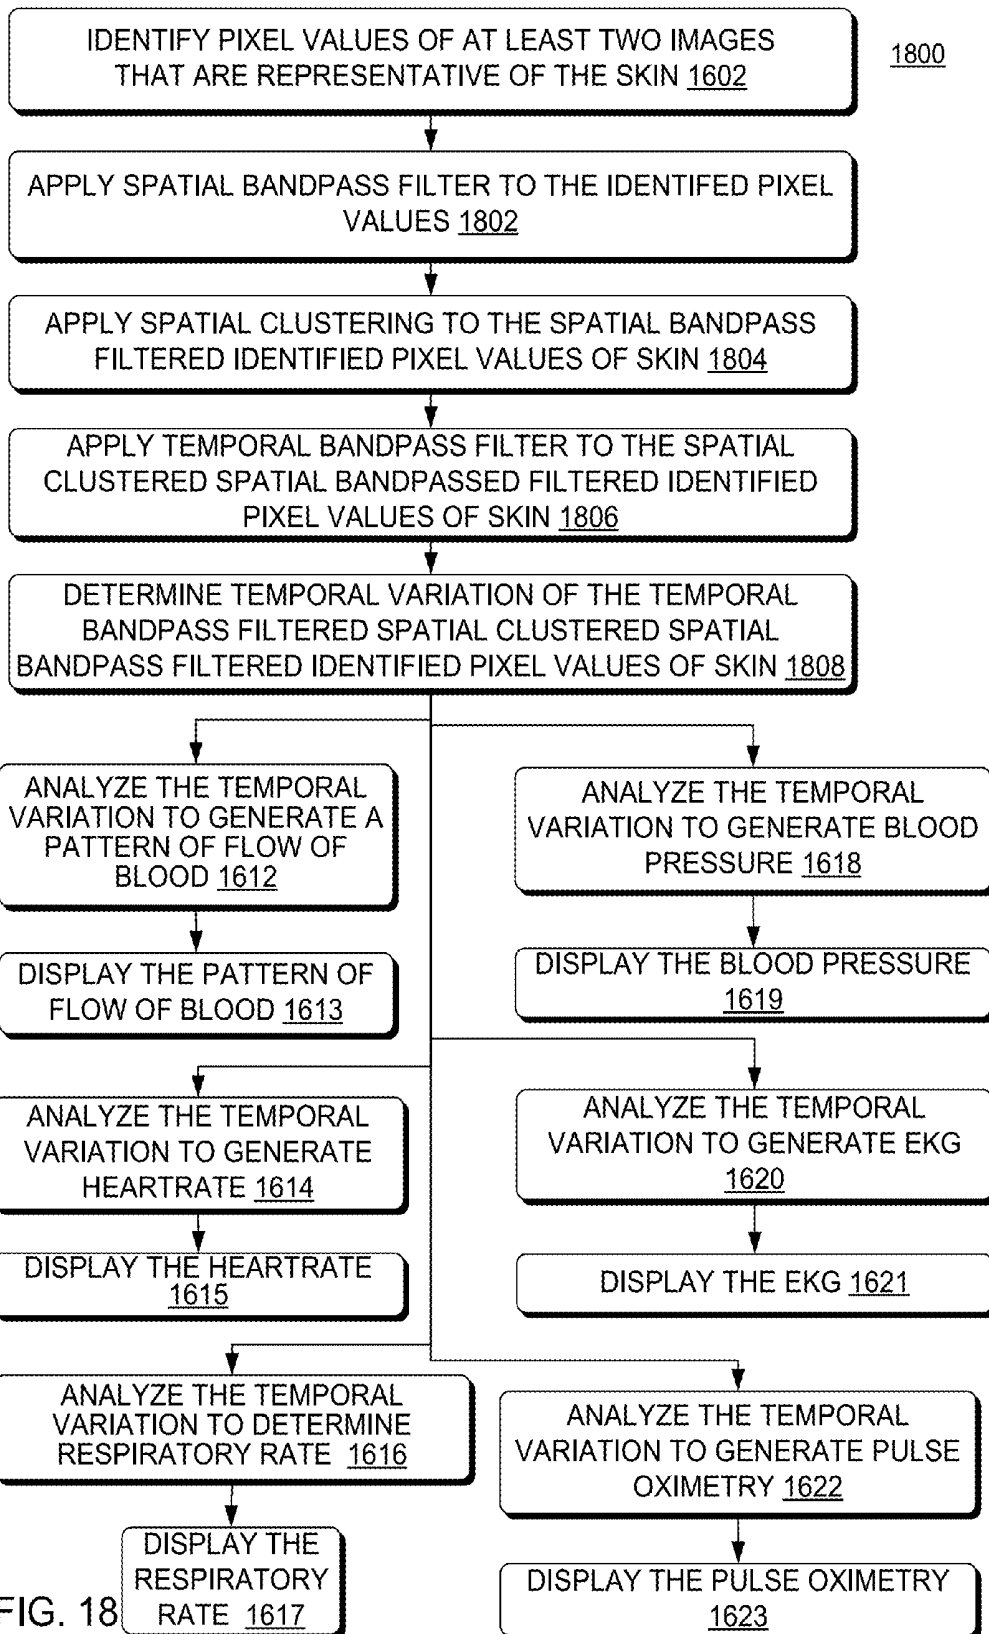 IDENTIFY PIXEL VALUES OF AT LEAST TWO IMAGES
THAT ARE REPRESENTATIVE OF THE SKIN 1602
1800
APPLY SPATIAL BANDPASS FILTER TO THE IDENTIFED PIXEL
VALUES 1802
APPLY SPATIAL CLUSTERING TO THE SPATIAL BANDPASS
FILTERED IDENTIFIED PIXEL VALUES OF SKIN 1804
APPLY TEMPORAL BANDPASS FILTER TO THE SPATIAL
CLUSTERED SPATIAL BANDPASSED FILTERED IDENTIFIED
PIXEL VALUES OF SKIN 1806
DETERMINE TEMPORAL VARIATION OF THE TEMPORAL
BANDPASS FILTERED SPATIAL CLUSTERED SPATIAL
BANDPASS FILTERED IDENTIFIED PIXEL VALUES OF SKIN 1808
ANALYZE THE TEMPORAL
VARIATION TO GENERATE A
PATTERN OF FLOW OF
BLOOD 1612
DISPLAY THE PATTERN OF
FLOW OF BLOOD 1613
ANALYZE THE TEMPORAL
VARIATION TO GENERATE BLOOD
PRESSURE 1618
DISPLAY THE BLOOD PRESSURE
1619
ANALYZE THE TEMPORAL
VARIATION TO GENERATE
HEARTRATE 1614
DISPLAY THE HEARTRATE
1615
ANALYZE THE TEMPORAL
VARIATION TO GENERATE EKG
1620
DISPLAY THE EKG 1621
ANALYZE THE TEMPORAL
VARIATION TO DETERMINE
RESPIRATORY RATE 1616
DISPLAY THE
RESPIRATORY
RATE 1617
ANALYZE THE TEMPORAL
VARIATION TO GENERATE PULSE
OXIMETRY 1622
DISPLAY THE PULSE OXIMETRY
1623
FIG. 18